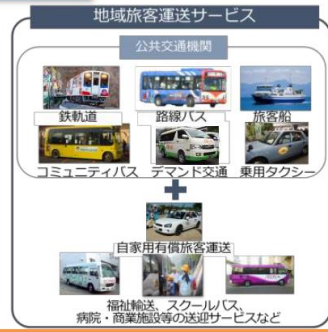 地域旅客運送サービス
公共交通機関
鉄軌道 路線バス 旅客船
コミュニティバス デマンド交通 乗用タクシー
自家用有償旅客運送
福祉輸送、スクールバス、
病院・商業施設等の送迎サービスなど